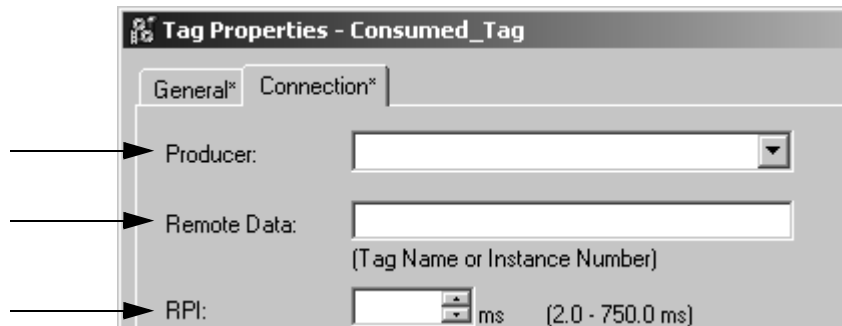 Tag Properties - Consumed_Tag
General* Connection*
Producer:
Remote Data:
(Tag Name or Instance Number)
RPI: ms (2.0 - 750.0 ms)